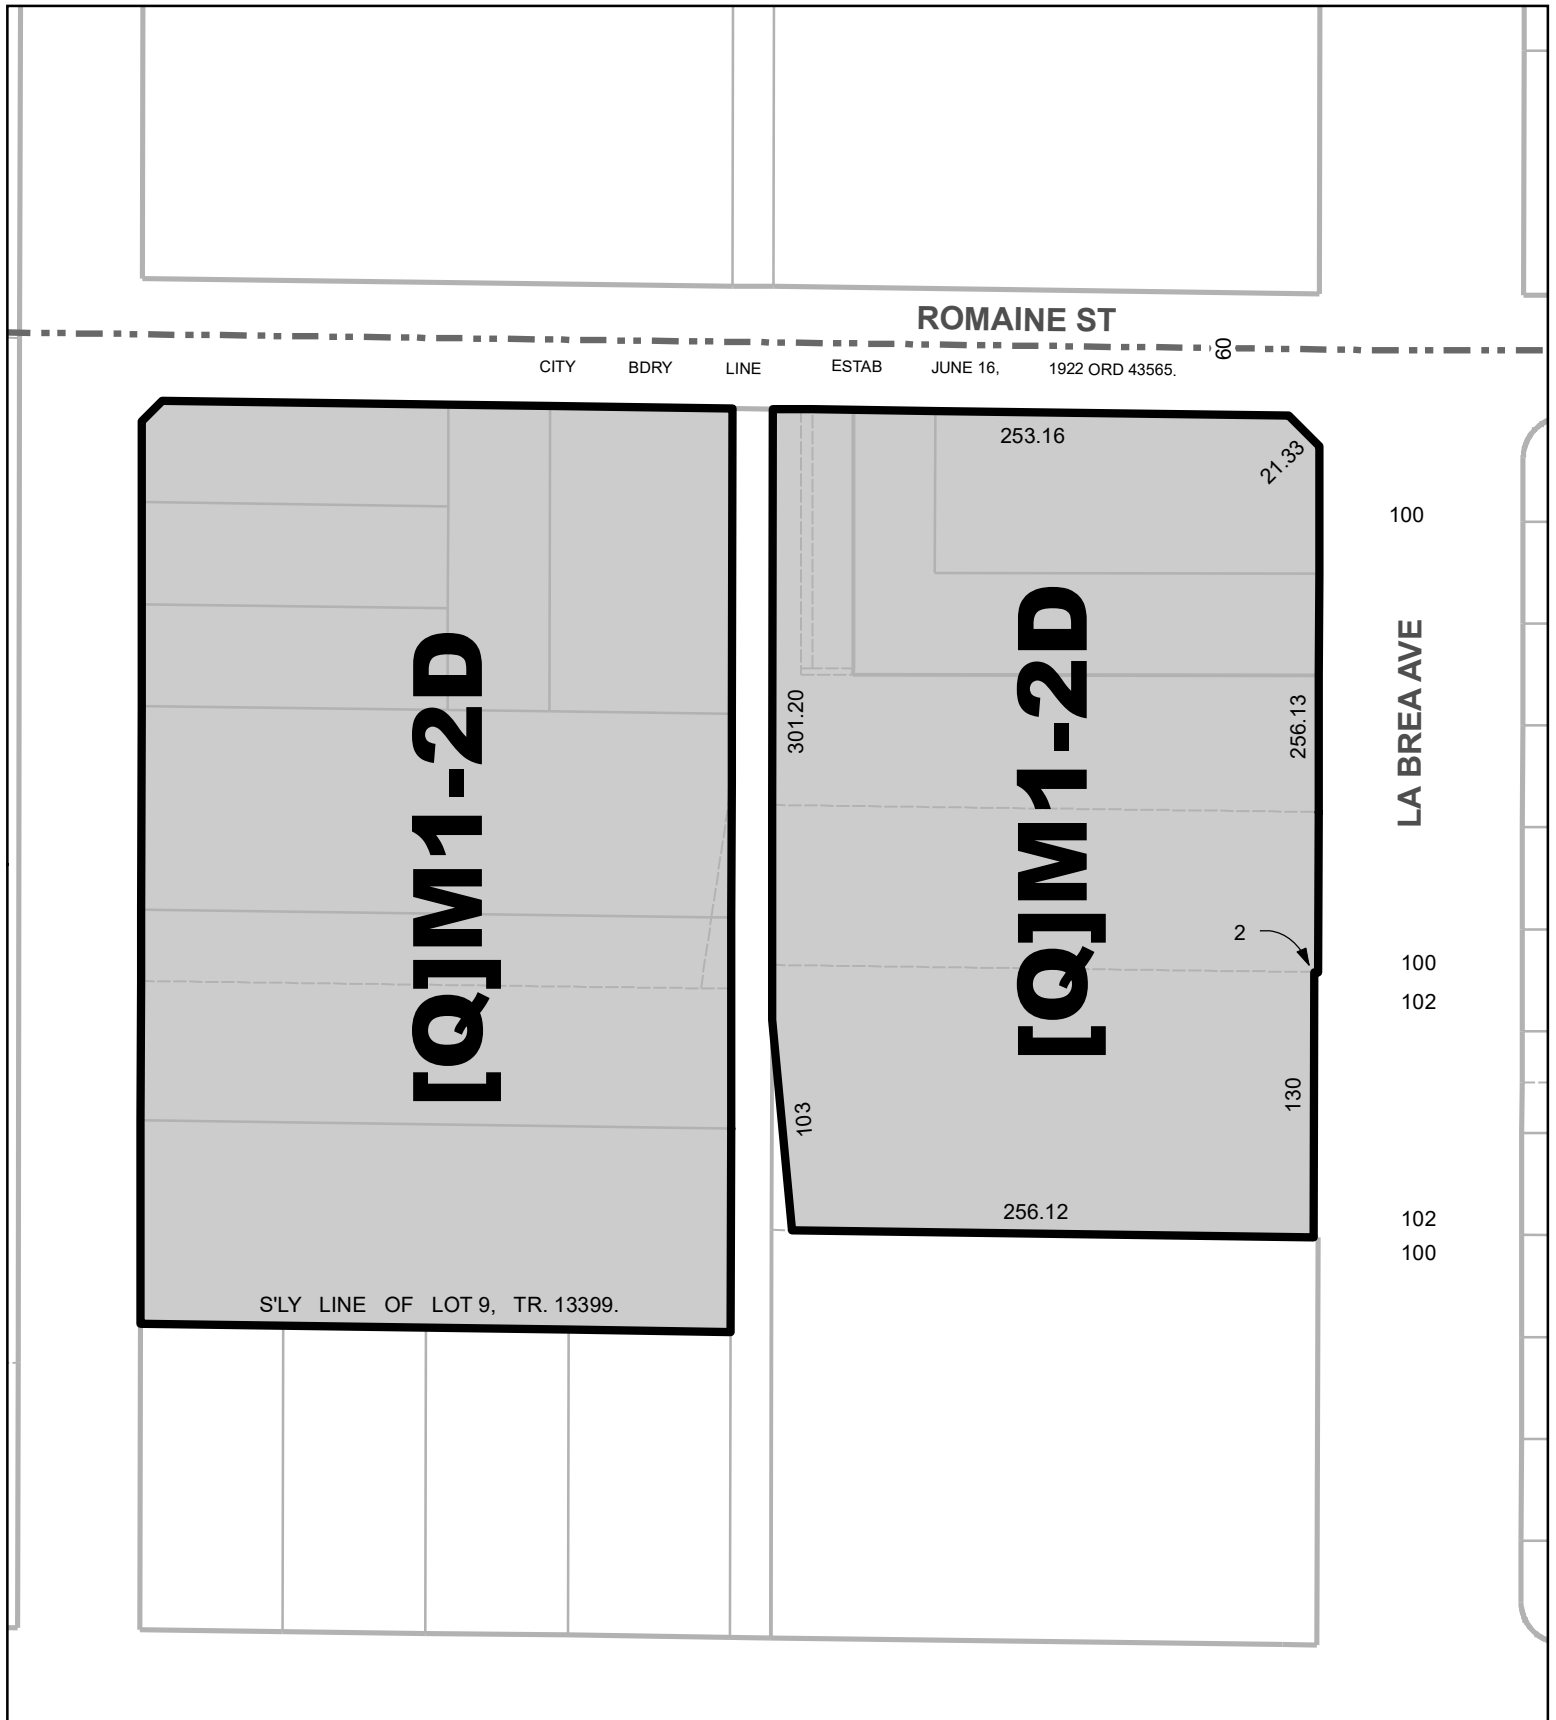 ROMAINE ST
60
CITY BDRY LINE ESTAB JUNE 16, 1922 ORD 43565.
253.16
21.33
100
[Q]M1-2D
[Q]M1-2D
301.20
256.13
LA BREA AVE
2
100
102
103
130
256.12
102
100
S'LY LINE OF LOT 9, TR. 13399.